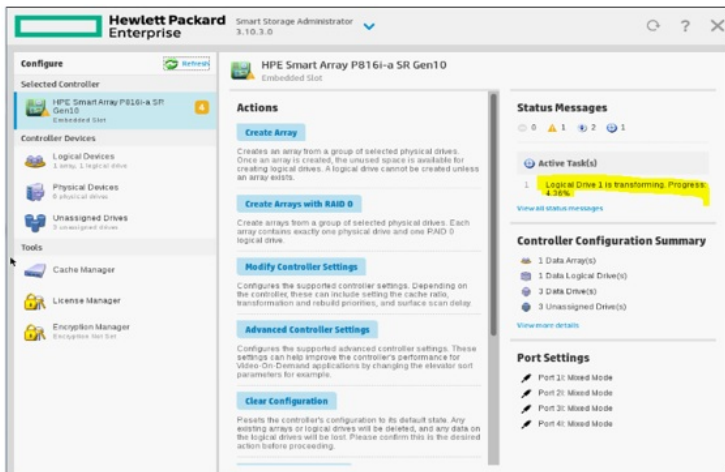 Hewlett Packard
Enterprise
Smart Storage Administrator
3.10.3.0
?
Configure
Refresh
Selected Controller
HPE Smart Array P816i-a SR
Gen10
Embedded Slot
4
Controller Devices
Logical Devices
1 array, 1 logical drive
Physical Devices
6 physical drives
Unassigned Drives
3 unassigned drives
Tools
Cache Manager
License Manager
Encryption Manager
Encryption Not Set
HPE Smart Array P816i-a SR Gen10
Embedded Slot
Actions
Create Array
Creates an array from a group of selected physical drives.
Once an array is created, the unused space is available for
creating logical drives. A logical drive cannot be created unless
an array exists.
Create Arrays with RAID 0
Create arrays from a group of selected physical drives. Each
array contains exactly one physical drive and one RAID 0
logical drive.
Modify Controller Settings
Configures the supported controller settings. Depending on
the controller, these can include setting the cache ratio,
transformation and rebuild priorities, and surface scan delay.
Advanced Controller Settings
Configures the supported advanced controller settings. These
settings can help improve the controller's performance for
Video-On-Demand applications by changing the elevator sort
parameters for example.
Clear Configuration
Resets the controller's configuration to its default state. Any
existing arrays or logical drives will be deleted, and any data on
the logical drives will be lost. Please confirm this is the desired
action before proceeding.
Status Messages
0 1 2 1
Active Task(s)
1 Logical Drive 1 is transforming. Progress:
4.36%.
View all status messages
Controller Configuration Summary
1 Data Array(s)
1 Data Logical Drive(s)
3 Data Drive(s)
3 Unassigned Drive(s)
View more details
Port Settings
Port 1I: Mixed Mode
Port 2I: Mixed Mode
Port 3I: Mixed Mode
Port 4I: Mixed Mode